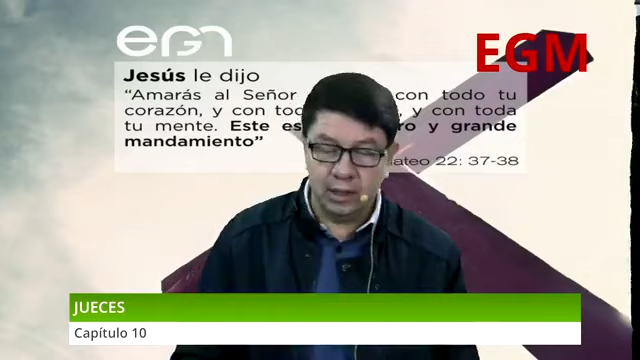 egm
EGM
Jesús le dijo
“Amarás al Señor con todo tu
corazón, y con y con toda
tu mente. Este es y grande
mandamiento”
Mateo 22: 37-38
JUECES
Capítulo 10